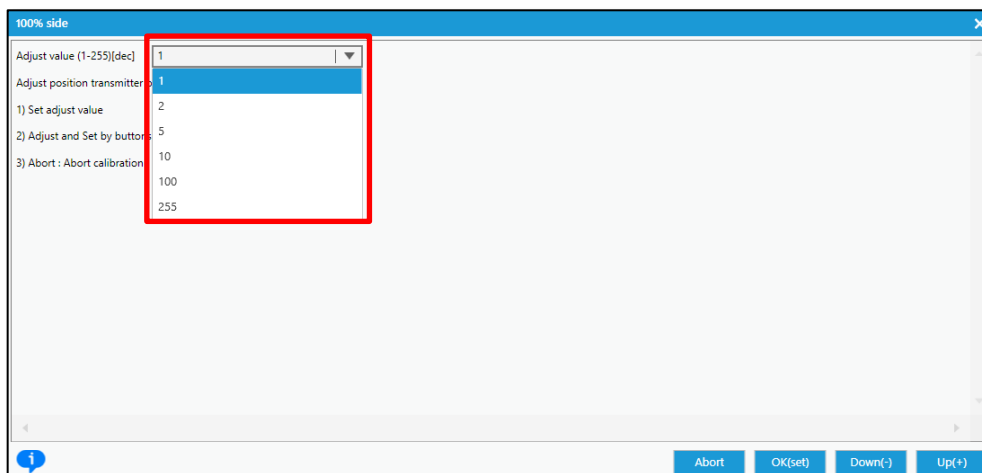 100% side
Adjust value (1-255)[dec] 1
Adjust position transmitter
1
1) Set adjust value
2
2) Adjust and Set by buttons
5
3) Abort : Abort calibration
10
100
255
Abort OK(set) Down(-) Up(+)